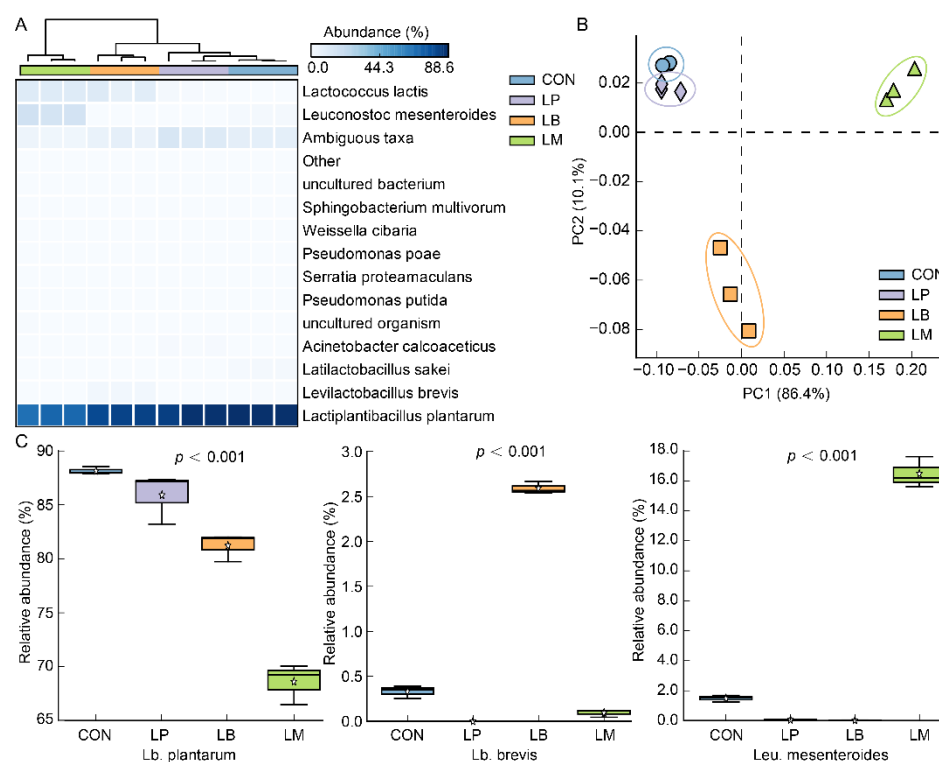 A
Abundance (%)
0.0 44.3 88.6
CON
LP
LB
LM
Lactococcus lactis
Leuconostoc mesenteroides
Ambiguous taxa
Other
uncultured bacterium
Sphingobacterium multivorum
Weissella cibaria
Pseudomonas poae
Serratia proteamaculans
Pseudomonas putida
uncultured organism
Acinetobacter calcoaceticus
Latilactobacillus sakei
Levilactobacillus brevis
Lactiplantibacillus plantarum
B
PC2 (10.1%)
0.02
0.00
−0.02
−0.04
−0.06
−0.08
CON
LP
LB
LM
−0.10 −0.05 0.00 0.05 0.10 0.15 0.20
PC1 (86.4%)
C
Relative abundance (%)
90
85
80
75
70
65
p < 0.001
CON LP LB LM
Lb. plantarum
Relative abundance (%)
3.0
2.5
2.0
1.5
1.0
0.5
0.0
p < 0.001
CON LP LB LM
Lb. brevis
Relative abundance (%)
18.0
16.0
14.0
12.0
10.0
8.0
6.0
4.0
2.0
0.0
p < 0.001
CON LP LB LM
Leu. mesenteroides